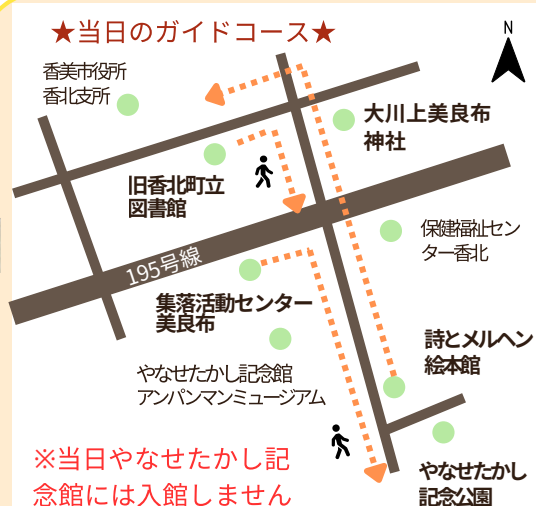 ★当日のガイドコース★
N
香美市役所
香北支所
大川上美良布
神社
旧香北町立
図書館
保健福祉セン
ター香北
195号線
集落活動センター
美良布
詩とメルヘン
絵本館
やなせたかし記念館
アンパンマンミュージアム
※当日やなせたかし記
念館には入館しません
やなせたかし
記念公園